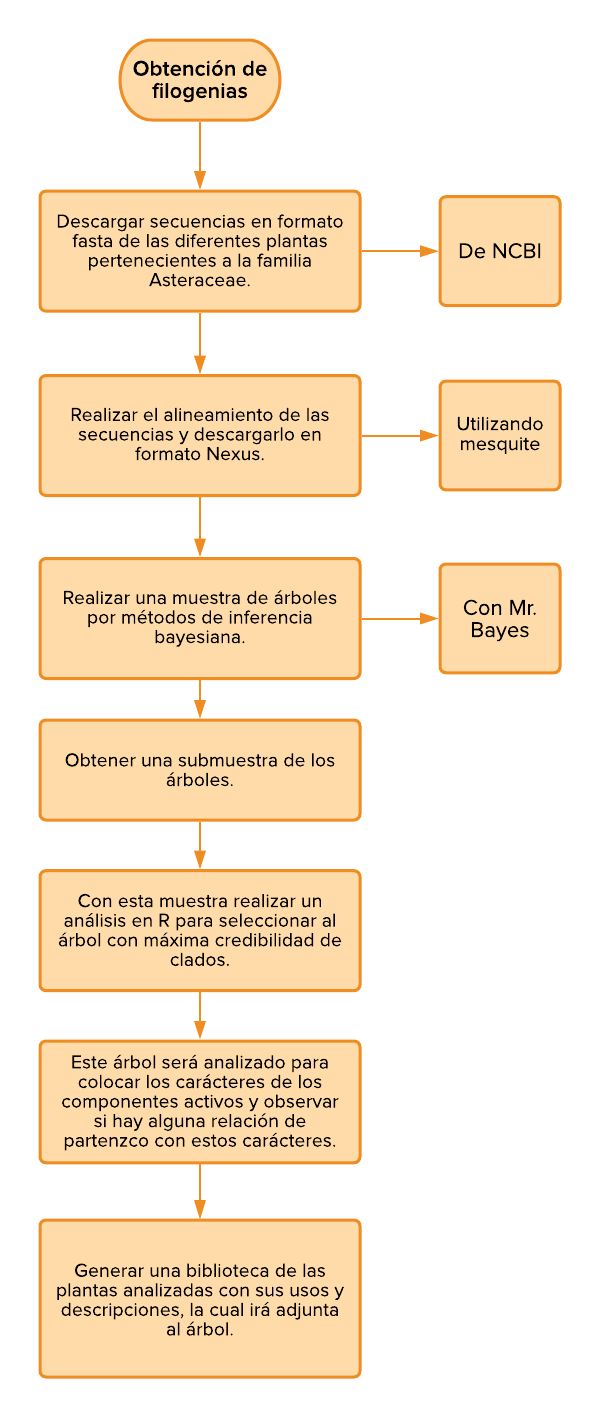 Obtención de
filogenias
Descargar secuencias en formato
fasta de las diferentes plantas
pertenecientes a la familia
Asteraceae.
De NCBI
Realizar el alineamiento de las
secuencias y descargarlo en
formato Nexus.
Utilizando
mesquite
Realizar una muestra de árboles
por métodos de inferencia
bayesiana.
Con Mr.
Bayes
Obtener una submuestra de los
árboles.
Con esta muestra realizar un
análisis en R para seleccionar al
árbol con máxima credibilidad de
clados.
Este árbol será analizado para
colocar los carácteres de los
componentes activos y observar
si hay alguna relación de
partenzco con estos carácteres.
Generar una biblioteca de las
plantas analizadas con sus usos y
descripciones, la cual irá adjunta
al árbol.